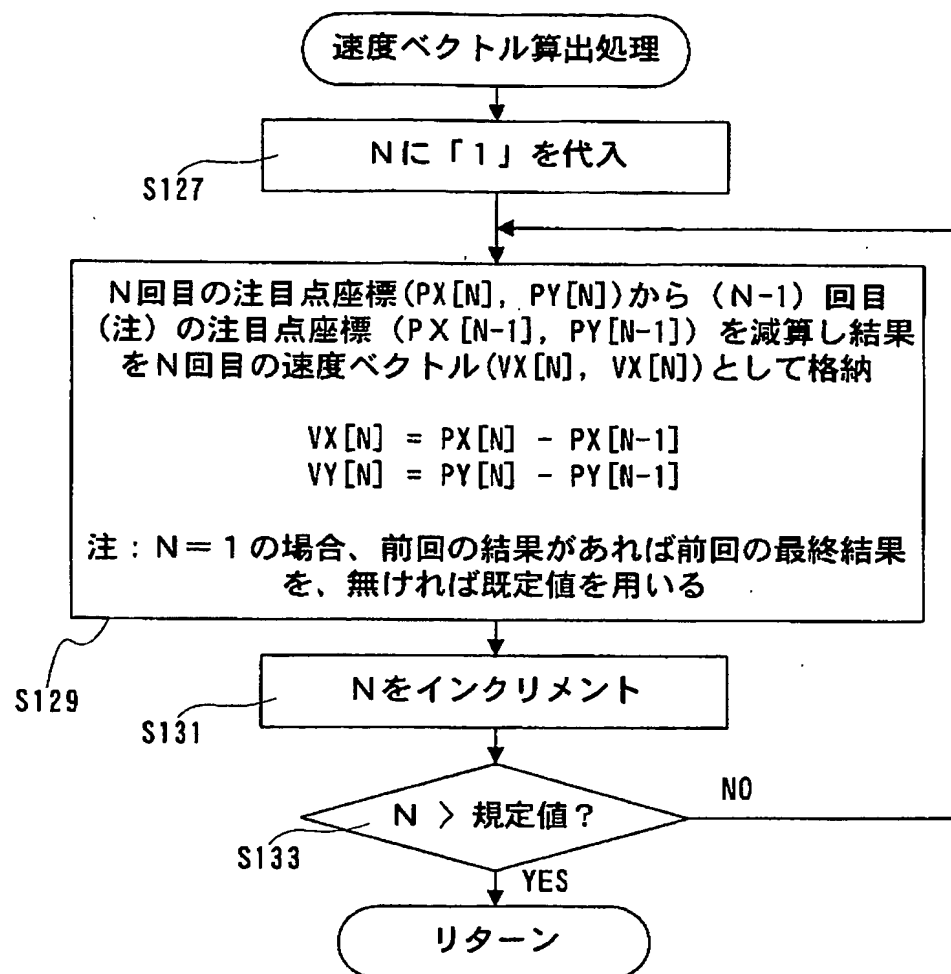 速度ベクトル算出処理
Nに「1」を代入
S127
N回目の注目点座標(PX[N], PY[N])から (N-1) 回目
(注) の注目点座標 (PX[N-1], PY[N-1]) を減算し結果
をN回目の速度ベクトル(VX[N], VX[N])として格納
VX[N] = PX[N] - PX[N-1]
VY[N] = PY[N] - PY[N-1]
注：N＝1の場合、前回の結果があれば前回の最終結果
を、無ければ既定値を用いる
S129
Nをインクリメント
S131
N 〉規定値？
NO
S133
YES
リターン